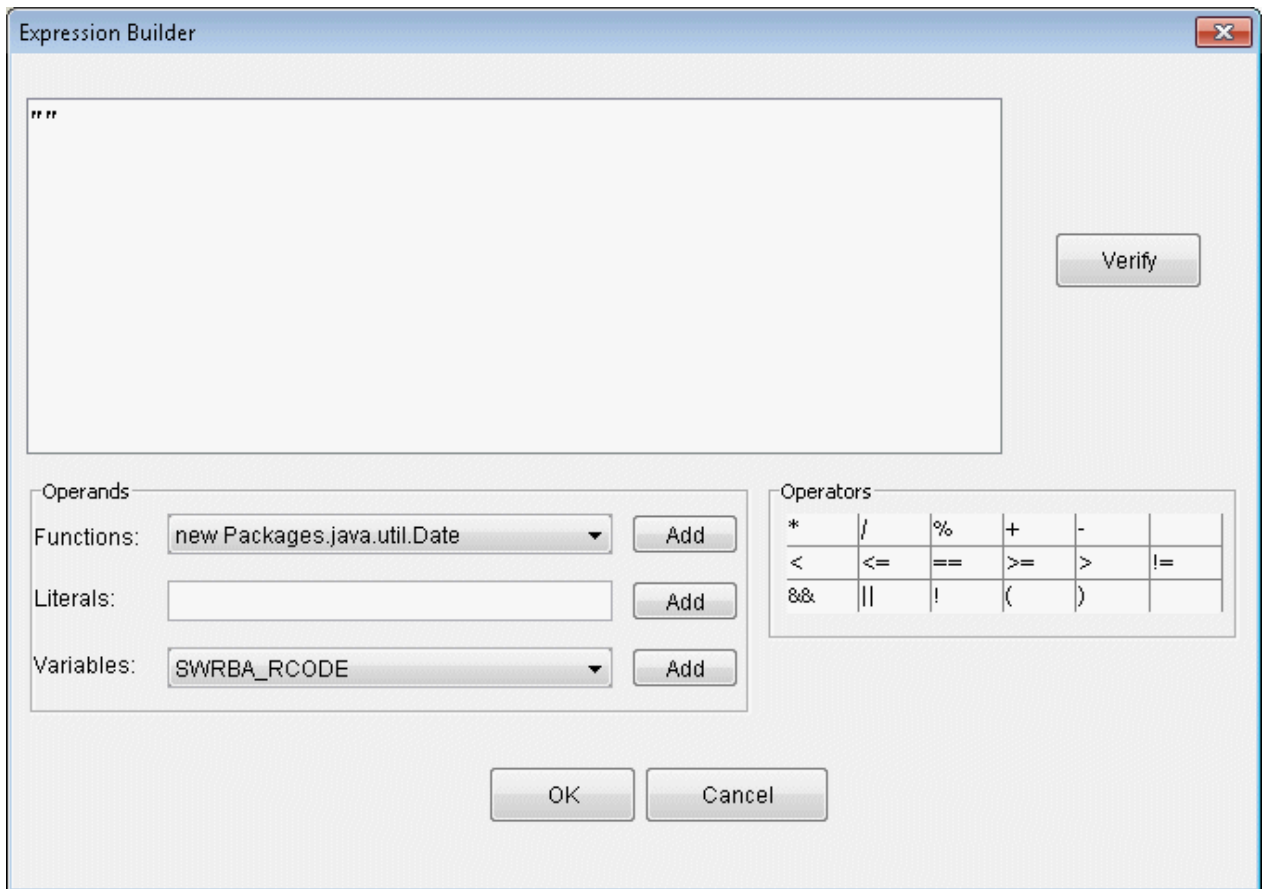 Expression Builder
""
Verify
Operands
Functions: new Packages.java.util.Date Add
Literals: Add
Variables: SWRBA_RCODE Add
Operators
* / % + -
< <= == >= > !=
&& || ! ( )
OK Cancel